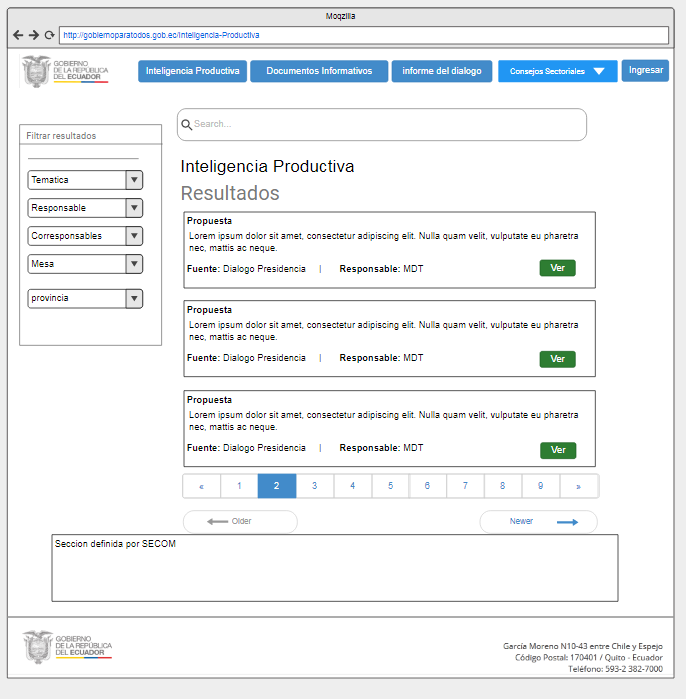 Moqzilla
http://gobiernoparatodos.gob.ec/Inteligencia-Productiva
GOBIERNO
DE LA REPÚBLICA
DEL ECUADOR
Inteligencia Productiva
Documentos Informativos
informe del dialogo
Consejos Sectoriales
Ingresar
Search...
Filtrar resultados
Tematica
Responsable
Corresponsables
Mesa
provincia
Inteligencia Productiva
Resultados
Propuesta
Lorem ipsum dolor sit amet, consectetur adipiscing elit. Nulla quam velit, vulputate eu pharetra
nec, mattis ac neque.
Fuente: Dialogo Presidencia | Responsable: MDT
Ver
Propuesta
Lorem ipsum dolor sit amet, consectetur adipiscing elit. Nulla quam velit, vulputate eu pharetra
nec, mattis ac neque.
Fuente: Dialogo Presidencia | Responsable: MDT
Ver
Propuesta
Lorem ipsum dolor sit amet, consectetur adipiscing elit. Nulla quam velit, vulputate eu pharetra
nec, mattis ac neque.
Fuente: Dialogo Presidencia | Responsable: MDT
Ver
« 1 2 3 4 5 6 7 8 9 »
Older
Newer
Seccion definida por SECOM
GOBIERNO
DE LA REPÚBLICA
DEL ECUADOR
García Moreno N10-43 entre Chile y Espejo
Código Postal: 170401 / Quito - Ecuador
Teléfono: 593-2 382-7000